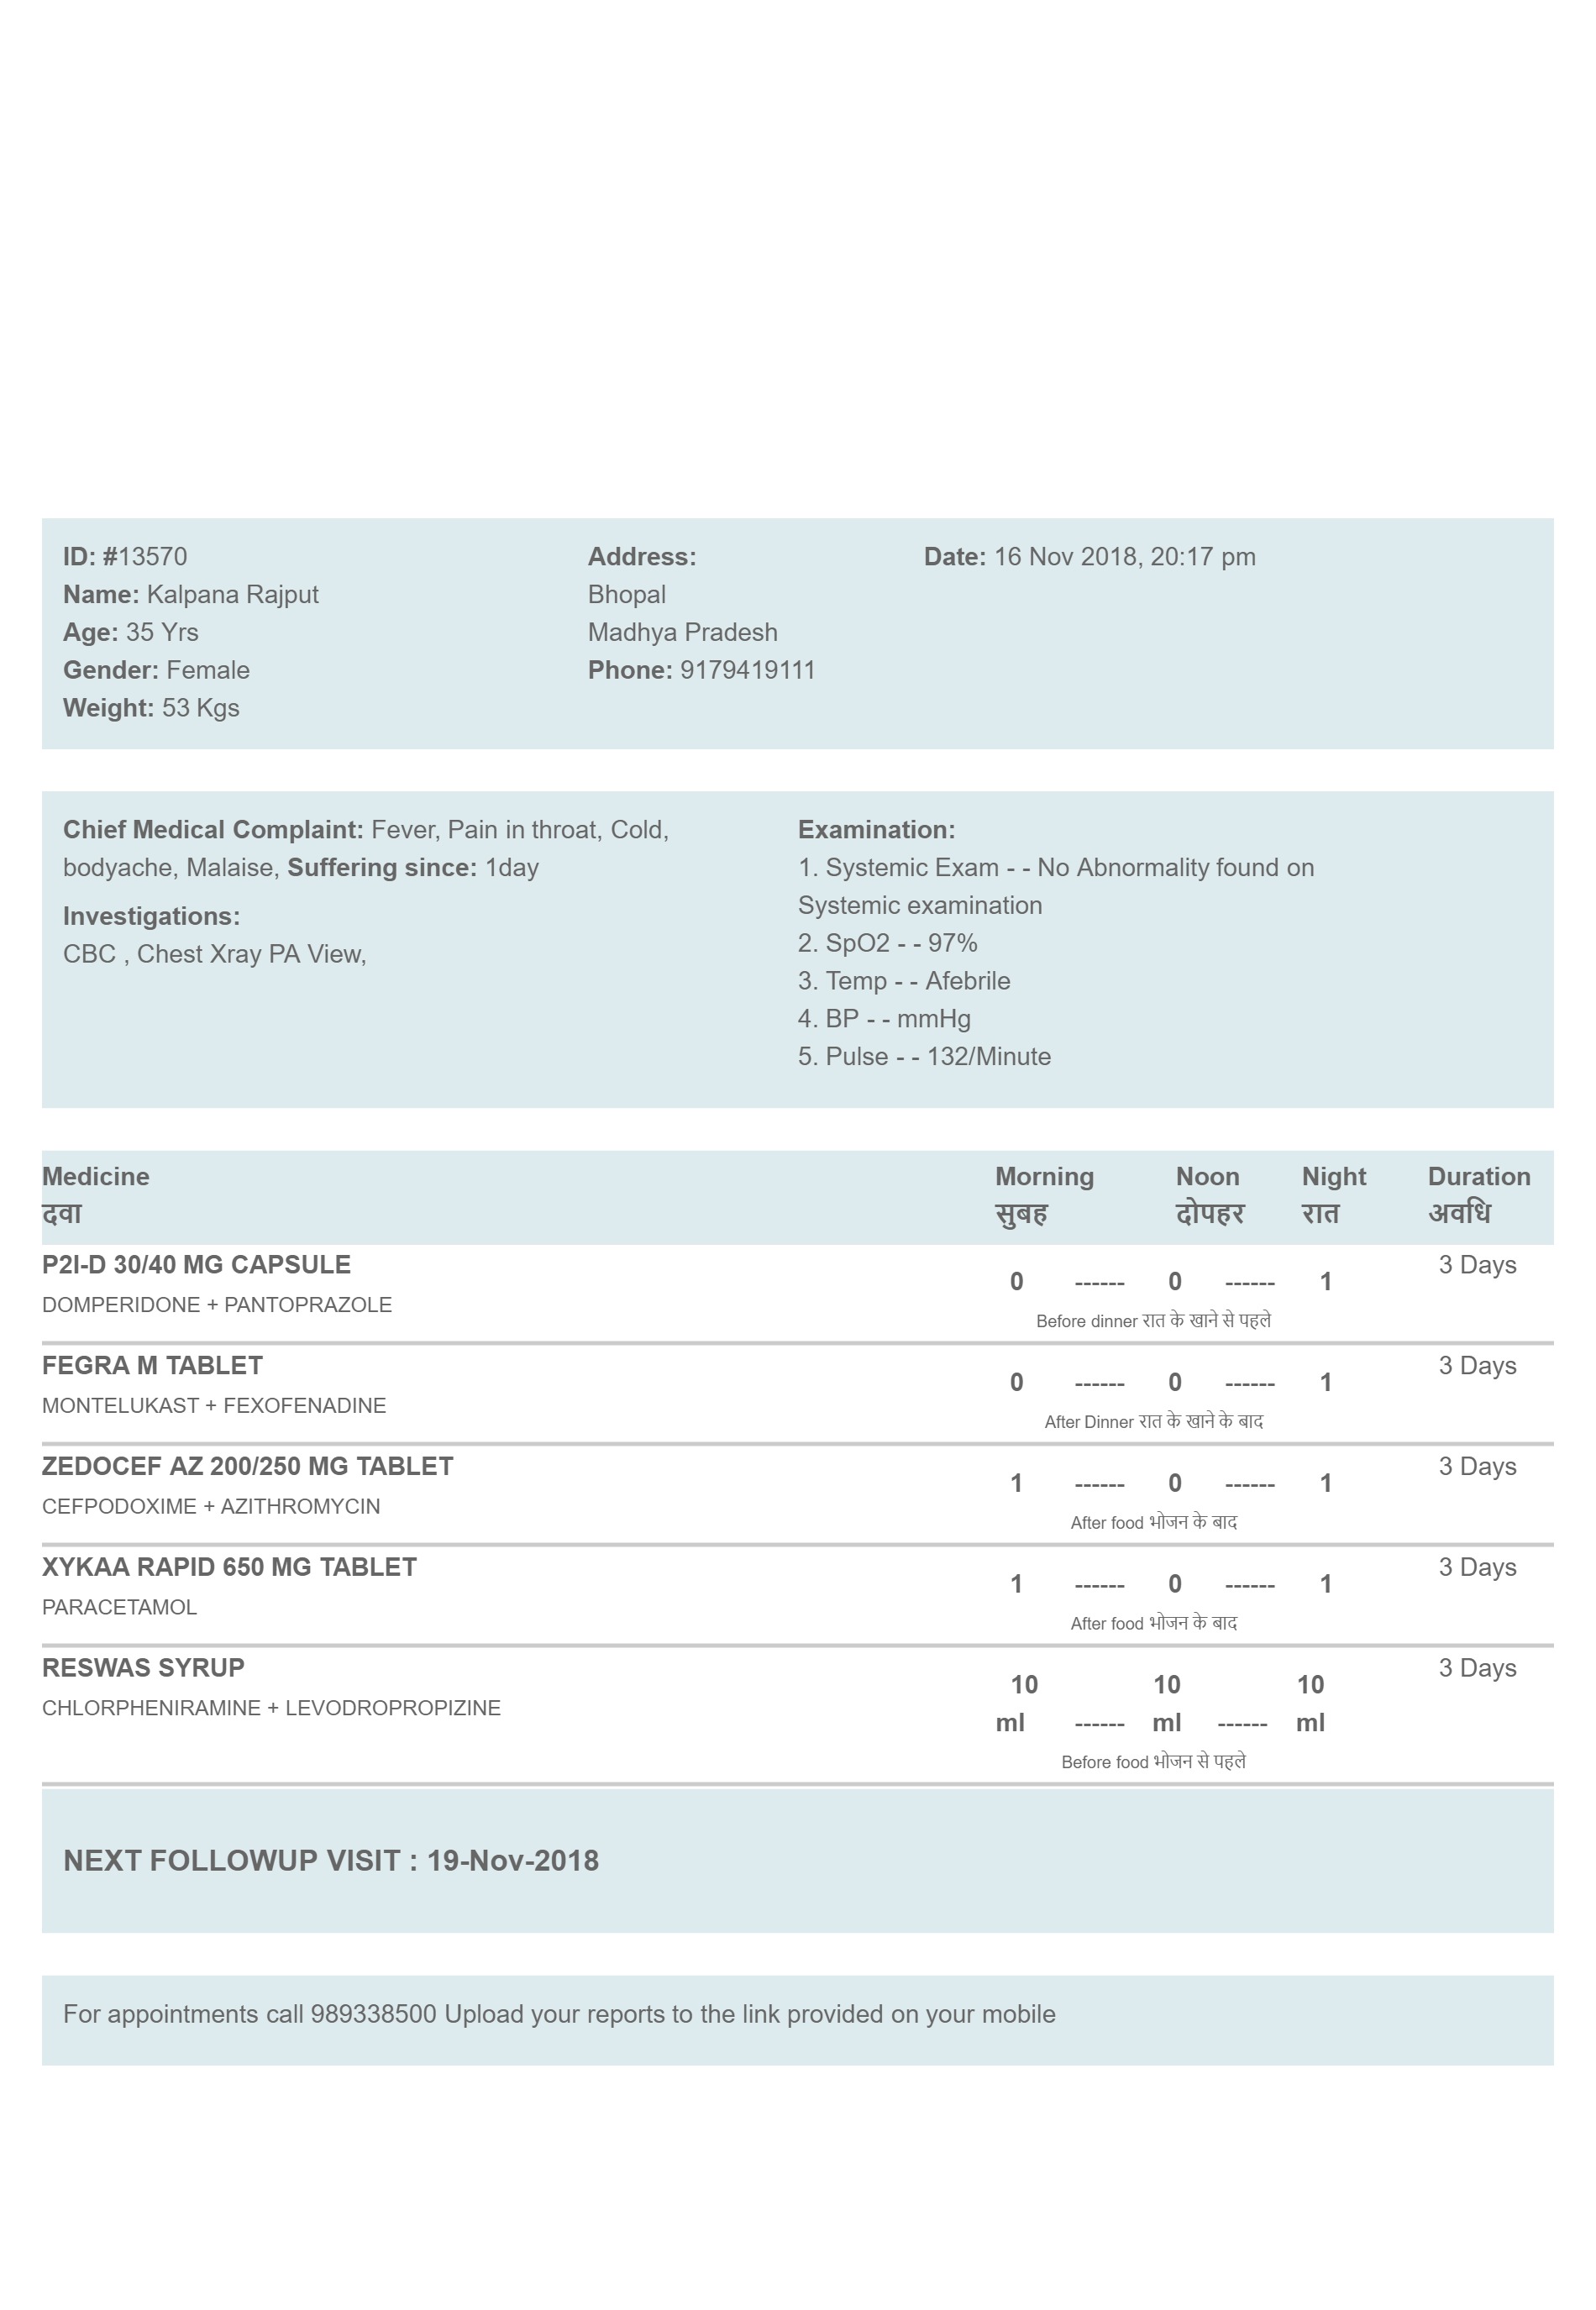 ID: #13570
Name: Kalpana Rajput
Age: 35 Yrs
Gender: Female
Weight: 53 Kgs
Address:
Bhopal
Madhya Pradesh
Phone: 9179419111
Date: 16 Nov 2018, 20:17 pm
Chief Medical Complaint: Fever, Pain in throat, Cold,
bodyache, Malaise, Suffering since: 1day
Investigations:
CBC , Chest Xray PA View,
Examination:
1. Systemic Exam - - No Abnormality found on
Systemic examination
2. SpO2 - - 97%
3. Temp - - Afebrile
4. BP - - mmHg
5. Pulse - - 132/Minute
Medicine Morning Noon Night Duration
दवा सुबह दोपहर रात अवधि
P2I-D 30/40 MG CAPSULE 3 Days
0 ------ 0 ------ 1
DOMPERIDONE + PANTOPRAZOLE
Before dinner रात के खाने से पहले
FEGRA M TABLET 3 Days
0 ------ 0 ------ 1
MONTELUKAST + FEXOFENADINE
After Dinner रात के खाने के बाद
ZEDOCEF AZ 200/250 MG TABLET 3 Days
1 ------ 0 ------ 1
CEFPODOXIME + AZITHROMYCIN
After food भोजन के बाद
XYKAA RAPID 650 MG TABLET 3 Days
1 ------ 0 ------ 1
PARACETAMOL
After food भोजन के बाद
RESWAS SYRUP 3 Days
10 10 10
CHLORPHENIRAMINE + LEVODROPROPIZINE
ml ------ ml ------ ml
Before food भोजन से पहले
NEXT FOLLOWUP VISIT : 19-Nov-2018
For appointments call 989338500 Upload your reports to the link provided on your mobile